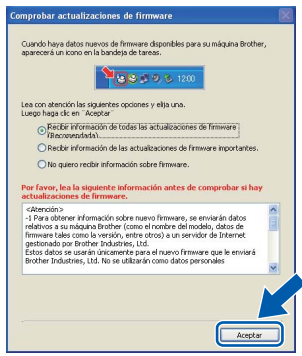 Comprobar actualizaciones de firmware
Cuando haya datos nuevos de firmware disponibles para su máquina Brother,
aparecerá un icono en la bandeja de tareas.
1200
Lea con atención las siguientes opciones y elija una.
Luego haga clic en ¨Aceptar¨
Recibir información de todas las actualizaciones de firmware
(Recomendada)
Recibir información de las actualizaciones de firmware importantes.
No quiero recibir información sobre firmware.
Por favor, lea la siguiente información antes de comprobar si hay
actualizaciones de firmware.
<Atención>
-1 Para obtener información sobre nuevo firmware, se enviarán datos
relativos a su máquina Brother (como el nombre del modelo, datos de
firmware tales como la versión, entre otros) a un servidor de Internet
gestionado por Brother Industries, Ltd.
Estos datos se usarán únicamente para el nuevo firmware que le enviará
Brother Industries, Ltd. No se utilizarán como datos personales
Aceptar